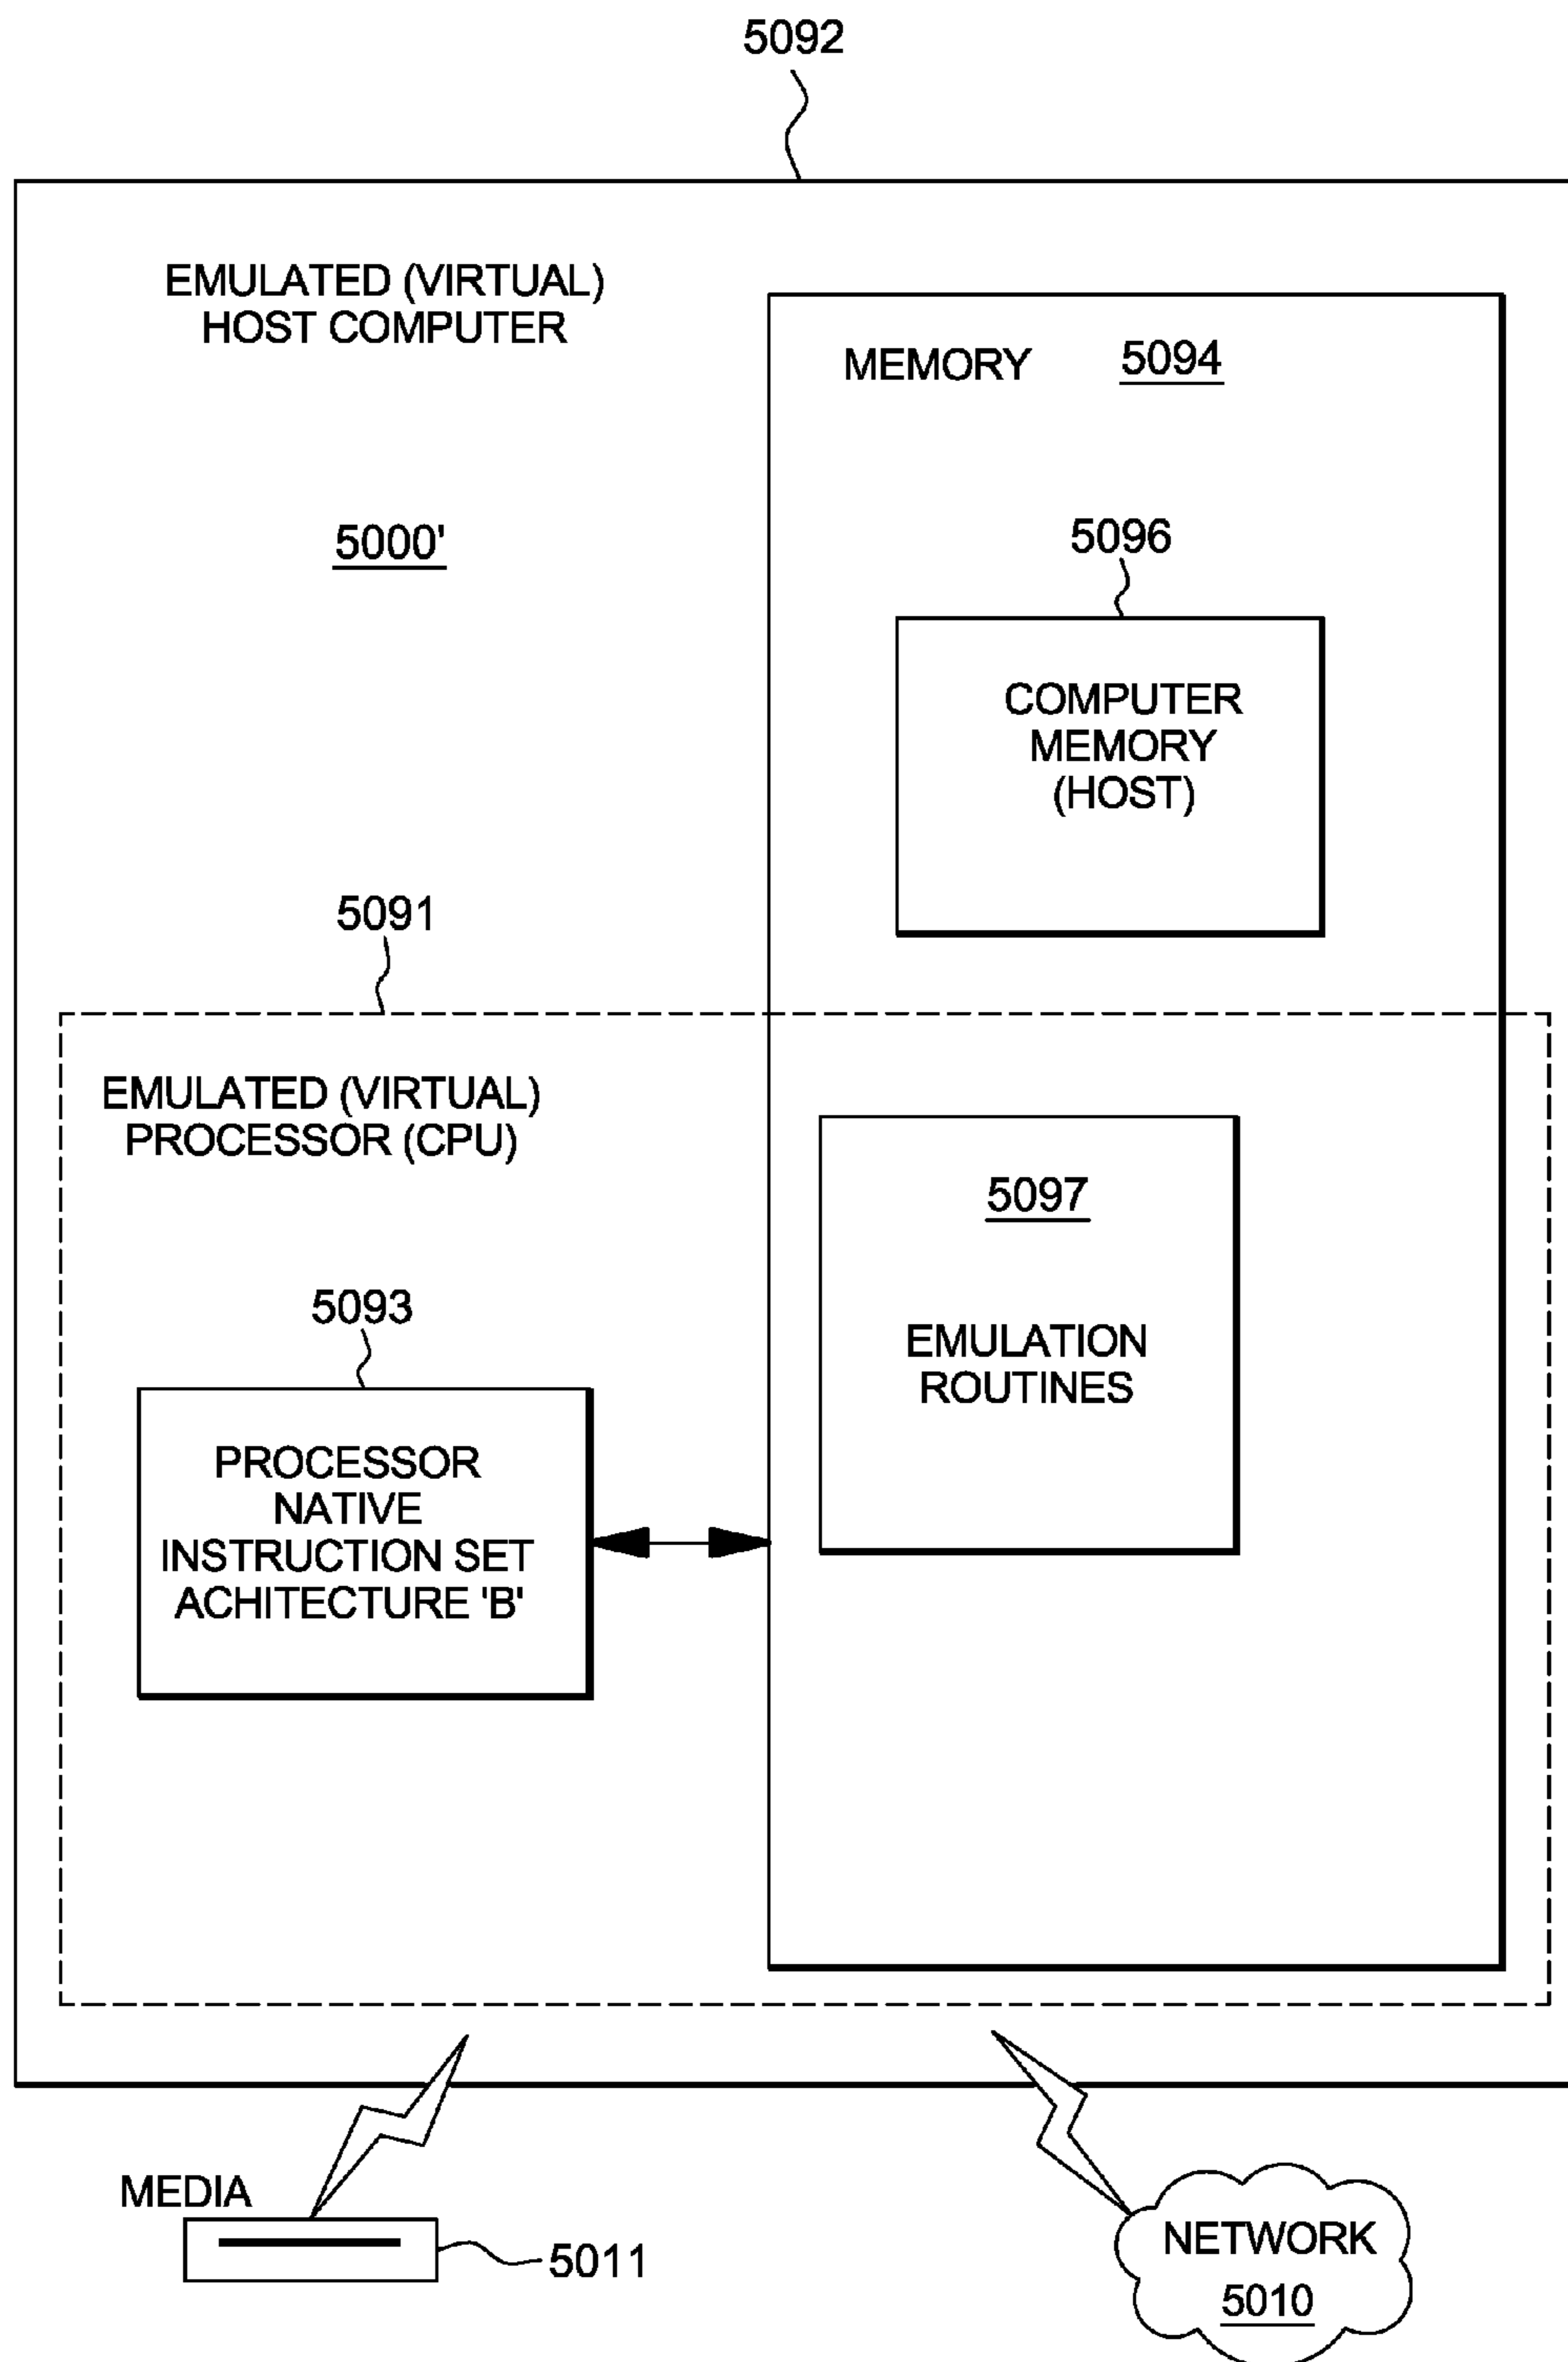 5092
EMULATED (VIRTUAL)
HOST COMPUTER
MEMORY 5094
5000'
5096
COMPUTER
MEMORY
(HOST)
5091
EMULATED (VIRTUAL)
PROCESSOR (CPU)
5097
EMULATION
ROUTINES
5093
PROCESSOR
NATIVE
INSTRUCTION SET
ACHITECTURE 'B'
MEDIA
5011
NETWORK
5010